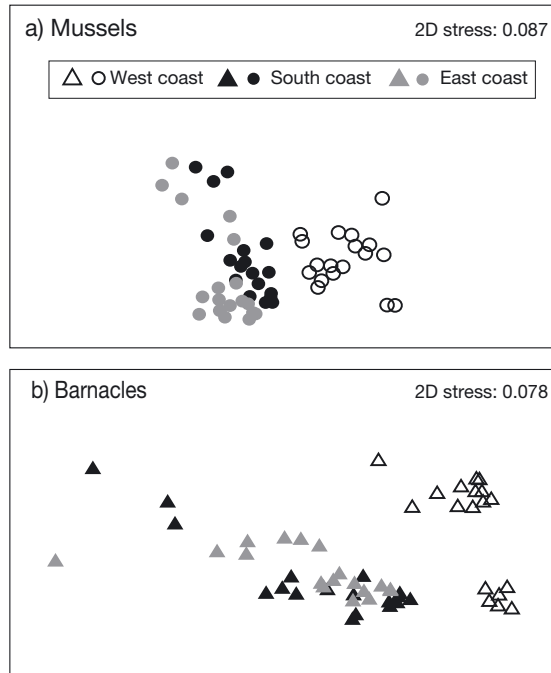 a) Mussels 2D stress: 0.087
West coast South coast East coast
b) Barnacles 2D stress: 0.078